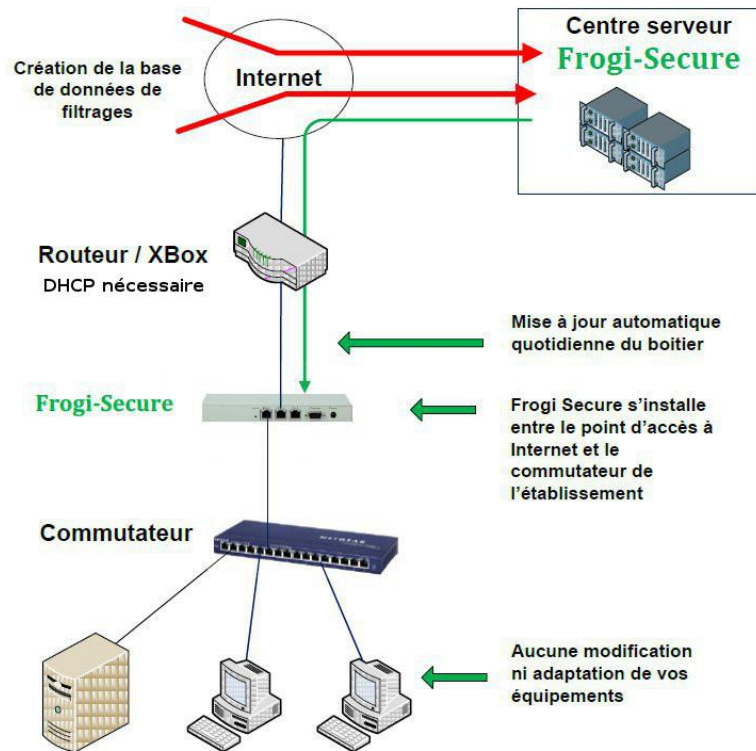 Centre serveur
Frogi-Secure
Création de la base
de données de
filtrages
Internet
Routeur / XBox
DHCP nécessaire
Mise à jour automatique
quotidienne du boitier
Frogi-Secure
Frogi Secure s’installe
entre le point d’accès à
Internet et le
commutateur de
l’établissement
Commutateur
NETGEAR
Aucune modification
ni adaptation de vos
équipements